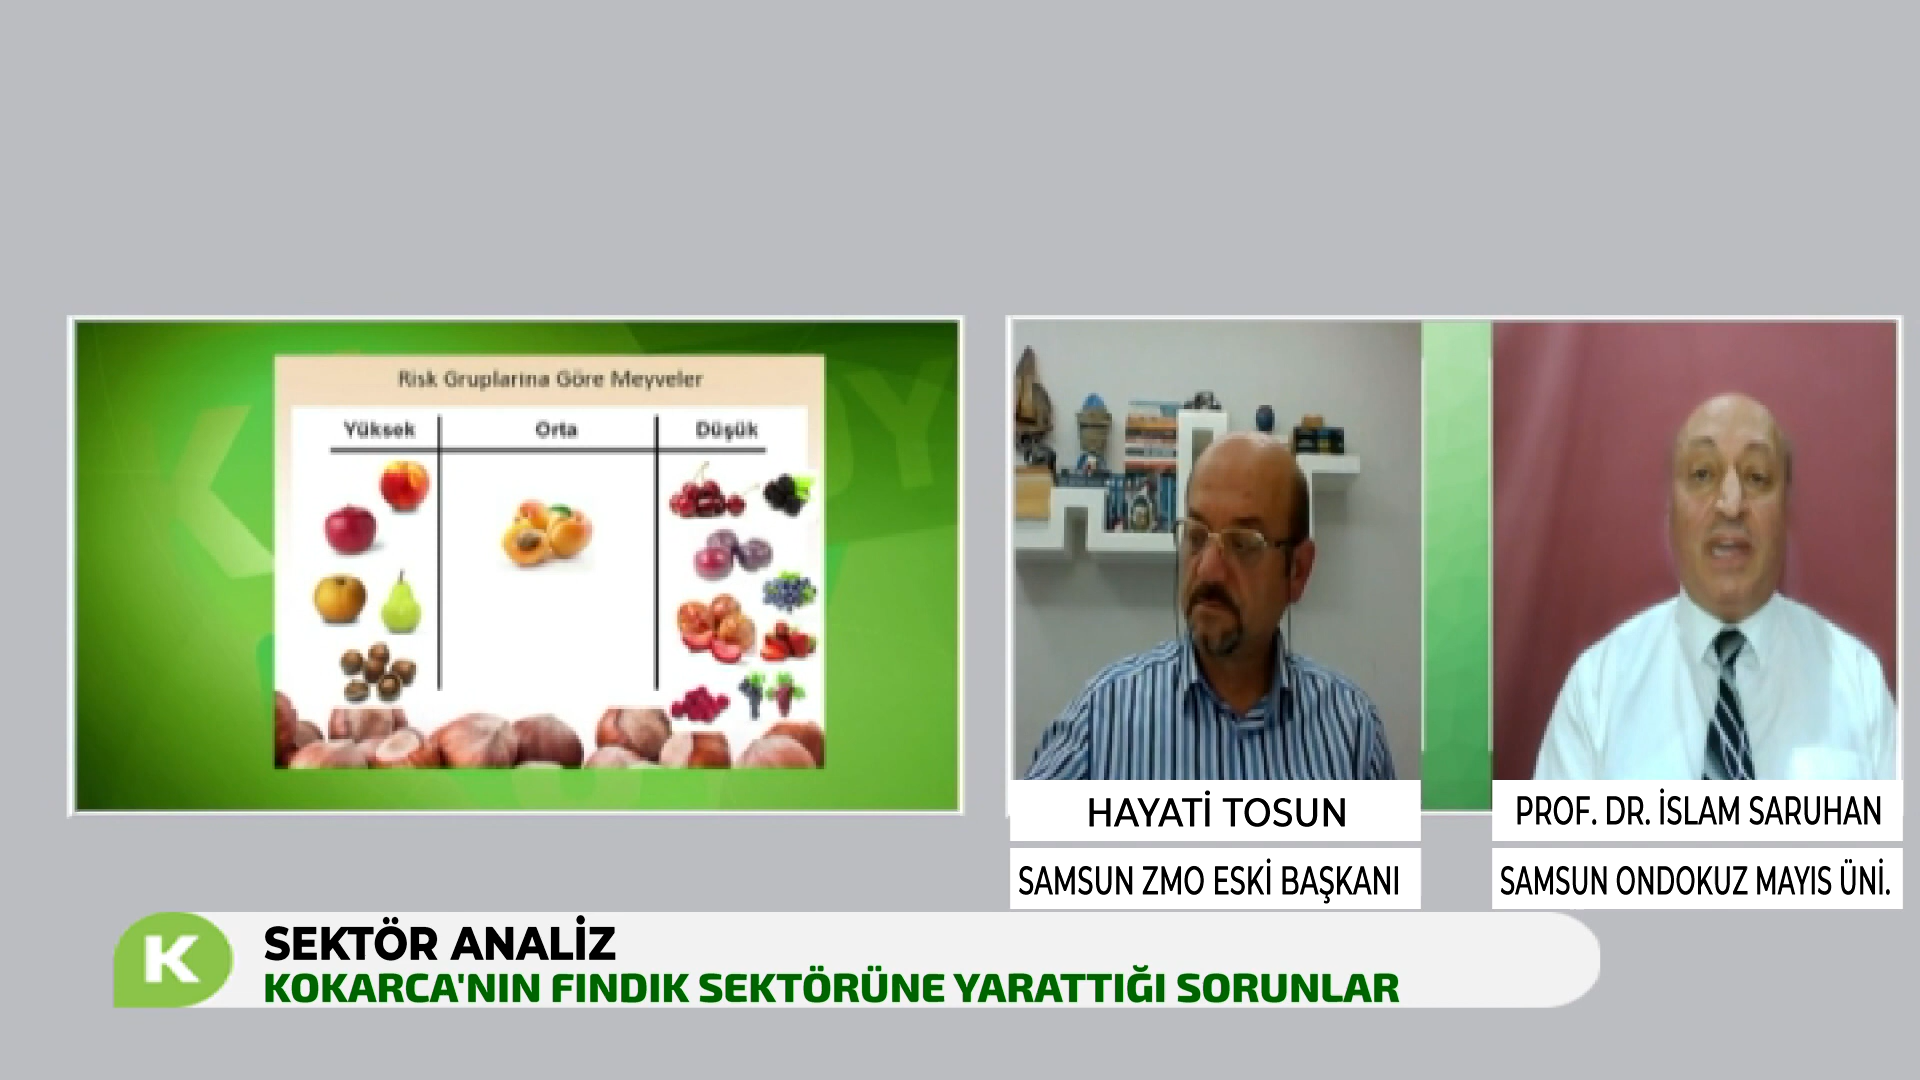 Risk Gruplarına Göre Meyveler
Yüksek
Orta
Düşük
HAYATİ TOSUN
SAMSUN ZMO ESKİ BAŞKANI
PROF. DR. İSLAM SARUHAN
SAMSUN ONDOKUZ MAYIS ÜNİ.
K
SEKTÖR ANALİZ
KOKARCA'NIN FINDIK SEKTÖRÜNE YARATTIĞI SORUNLAR